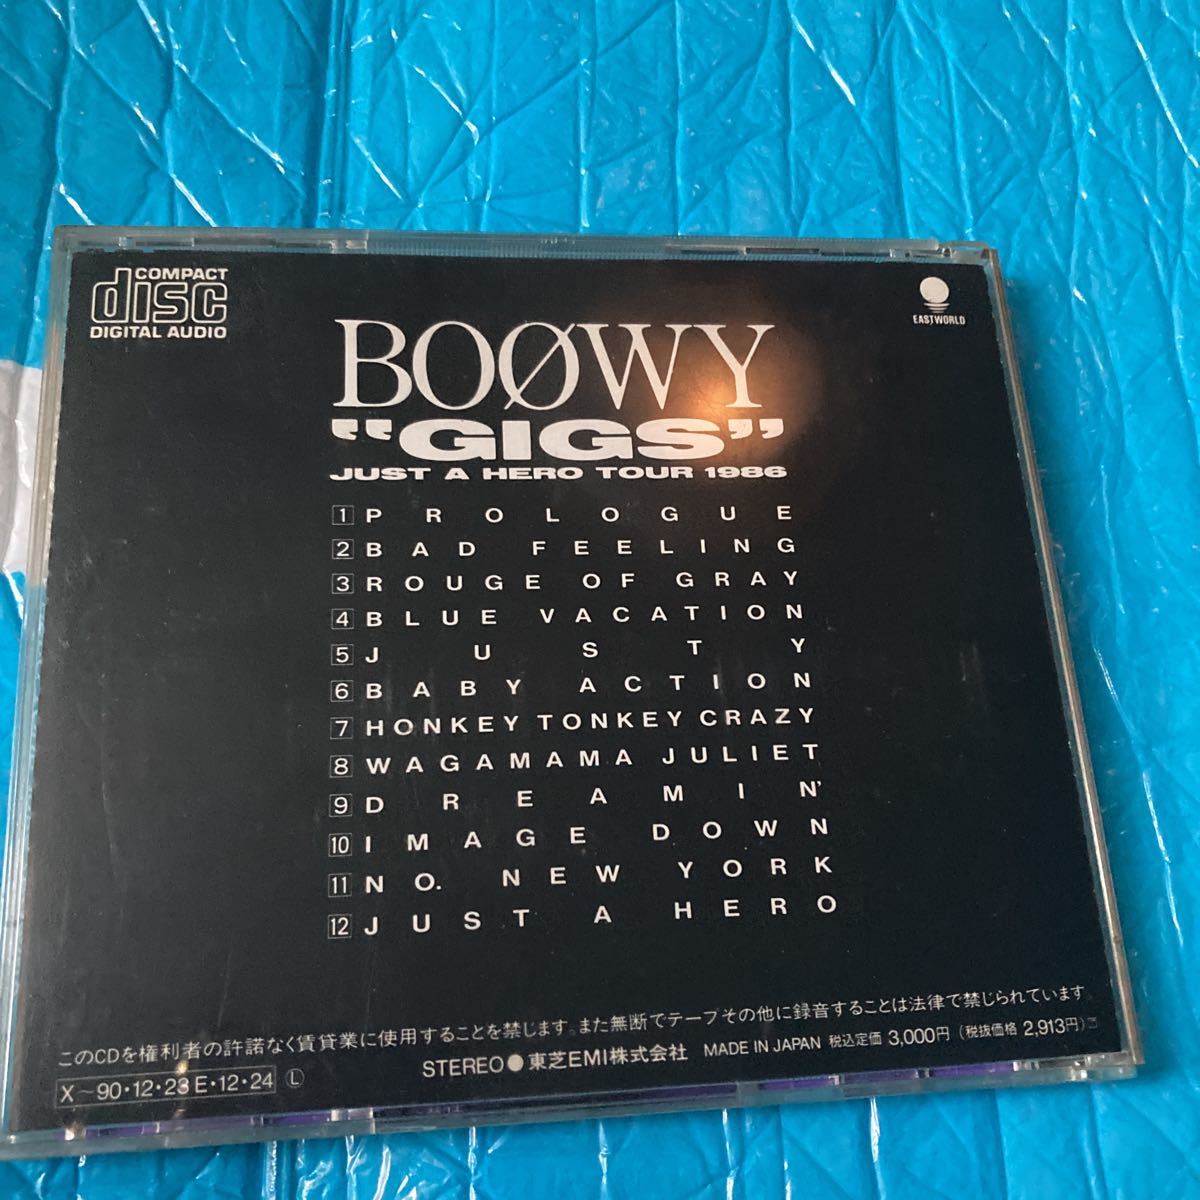 COMPACT
disc
DIGITAL AUDIO
EASTWORLD
BOØWY
“GIGS”
JUST A HERO TOUR 1986
1 PROLOGUE
2 BAD FEELING
3 ROUGE OF GRAY
4 BLUE VACATION
5 JUSTY
6 BABY ACTION
7 HONKEY TONKEY CRAZY
8 WAGAMAMA JULIET
9 DREAMIN'
10 IMAGE DOWN
11 NO. NEW YORK
12 JUST A HERO
このCDを権利者の許諾なく賃貸業に使用することを禁じます。また無断でテープその他に録音することは法律で禁じられています
STEREO●東芝EMI株式会社 MADE IN JAPAN 税込定価 3,000円 (税抜価格 2,913円)
X～90・12・23 E・12・24 Ⓛ